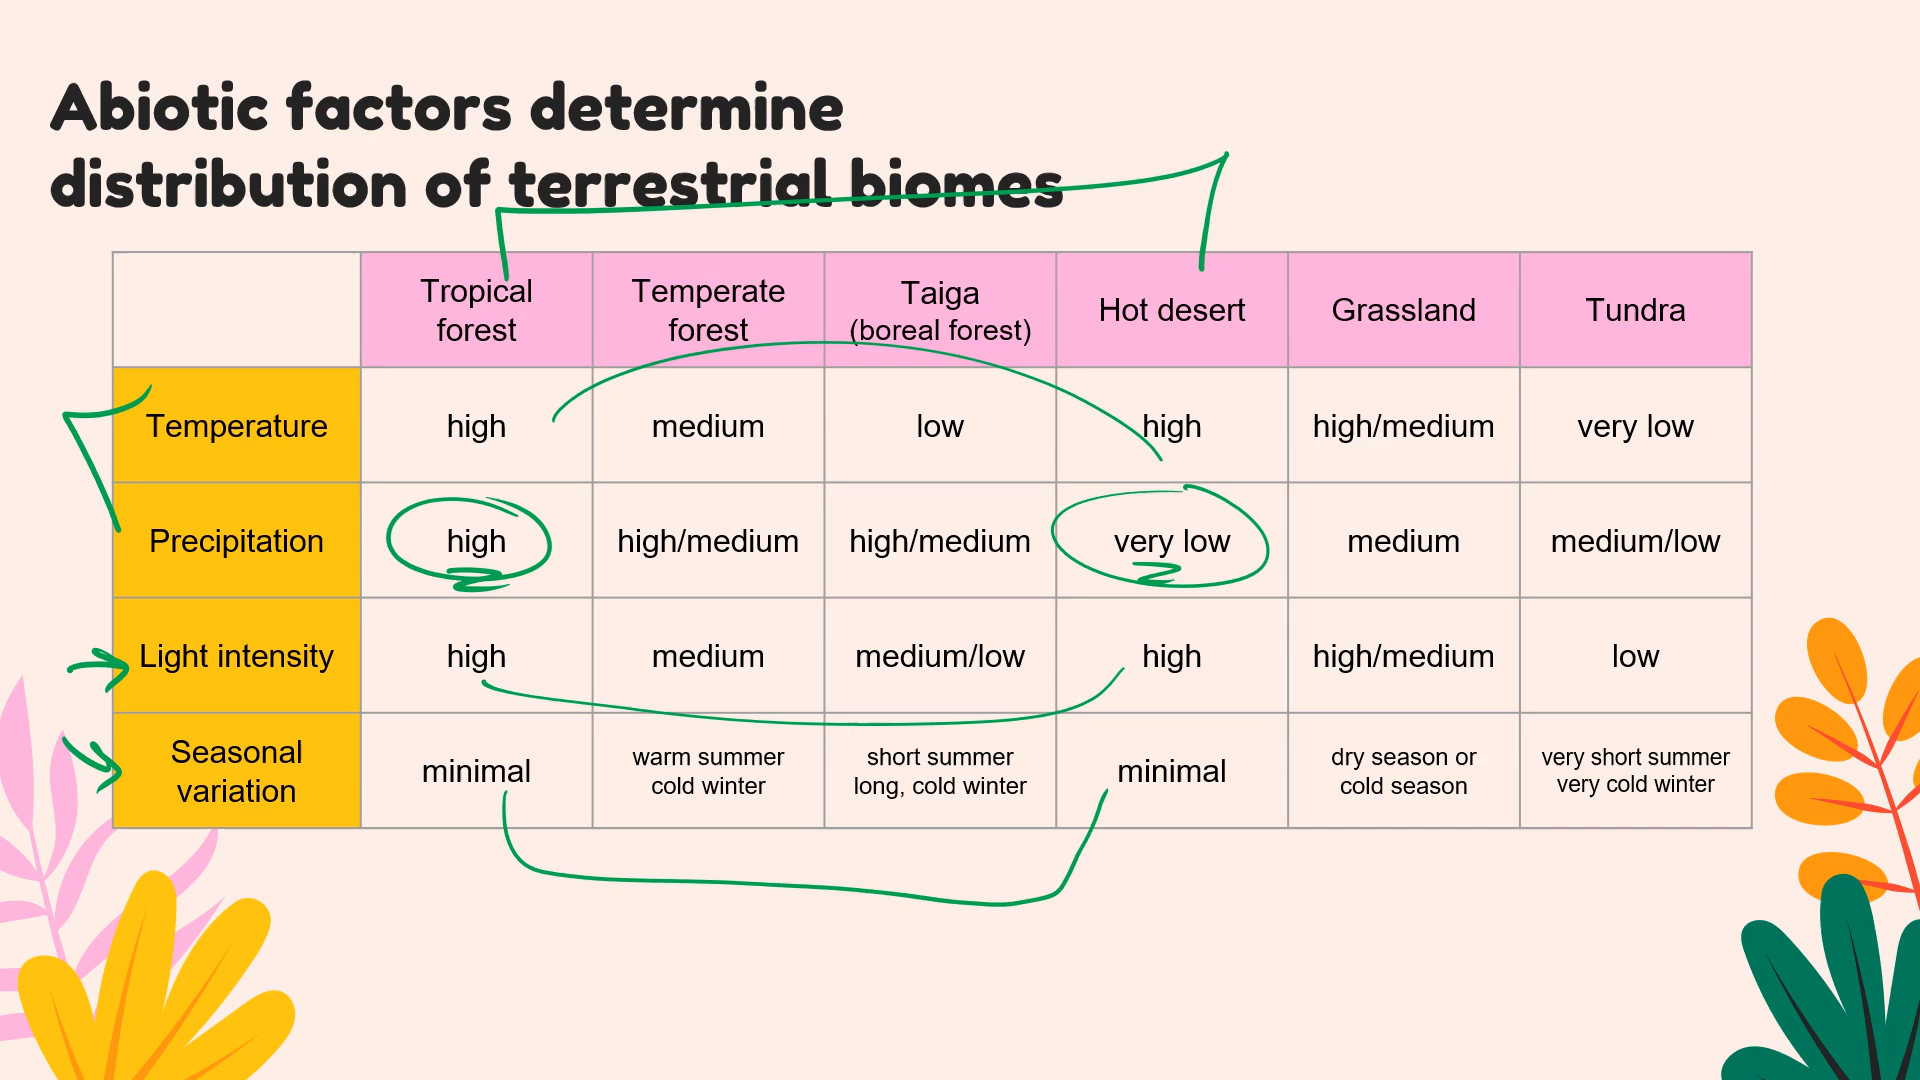 Abiotic factors determine
distribution of terrestrial biomes
Tropical
forest
Temperate
forest
Taiga
(boreal forest)
Hot desert
Grassland
Tundra
Temperature
high
medium
low
high
high/medium
very low
Precipitation
high
high/medium
high/medium
very low
medium
medium/low
Light intensity
high
medium
medium/low
high
high/medium
low
Seasonal
variation
minimal
warm summer
cold winter
short summer
long, cold winter
minimal
dry season or
cold season
very short summer
very cold winter